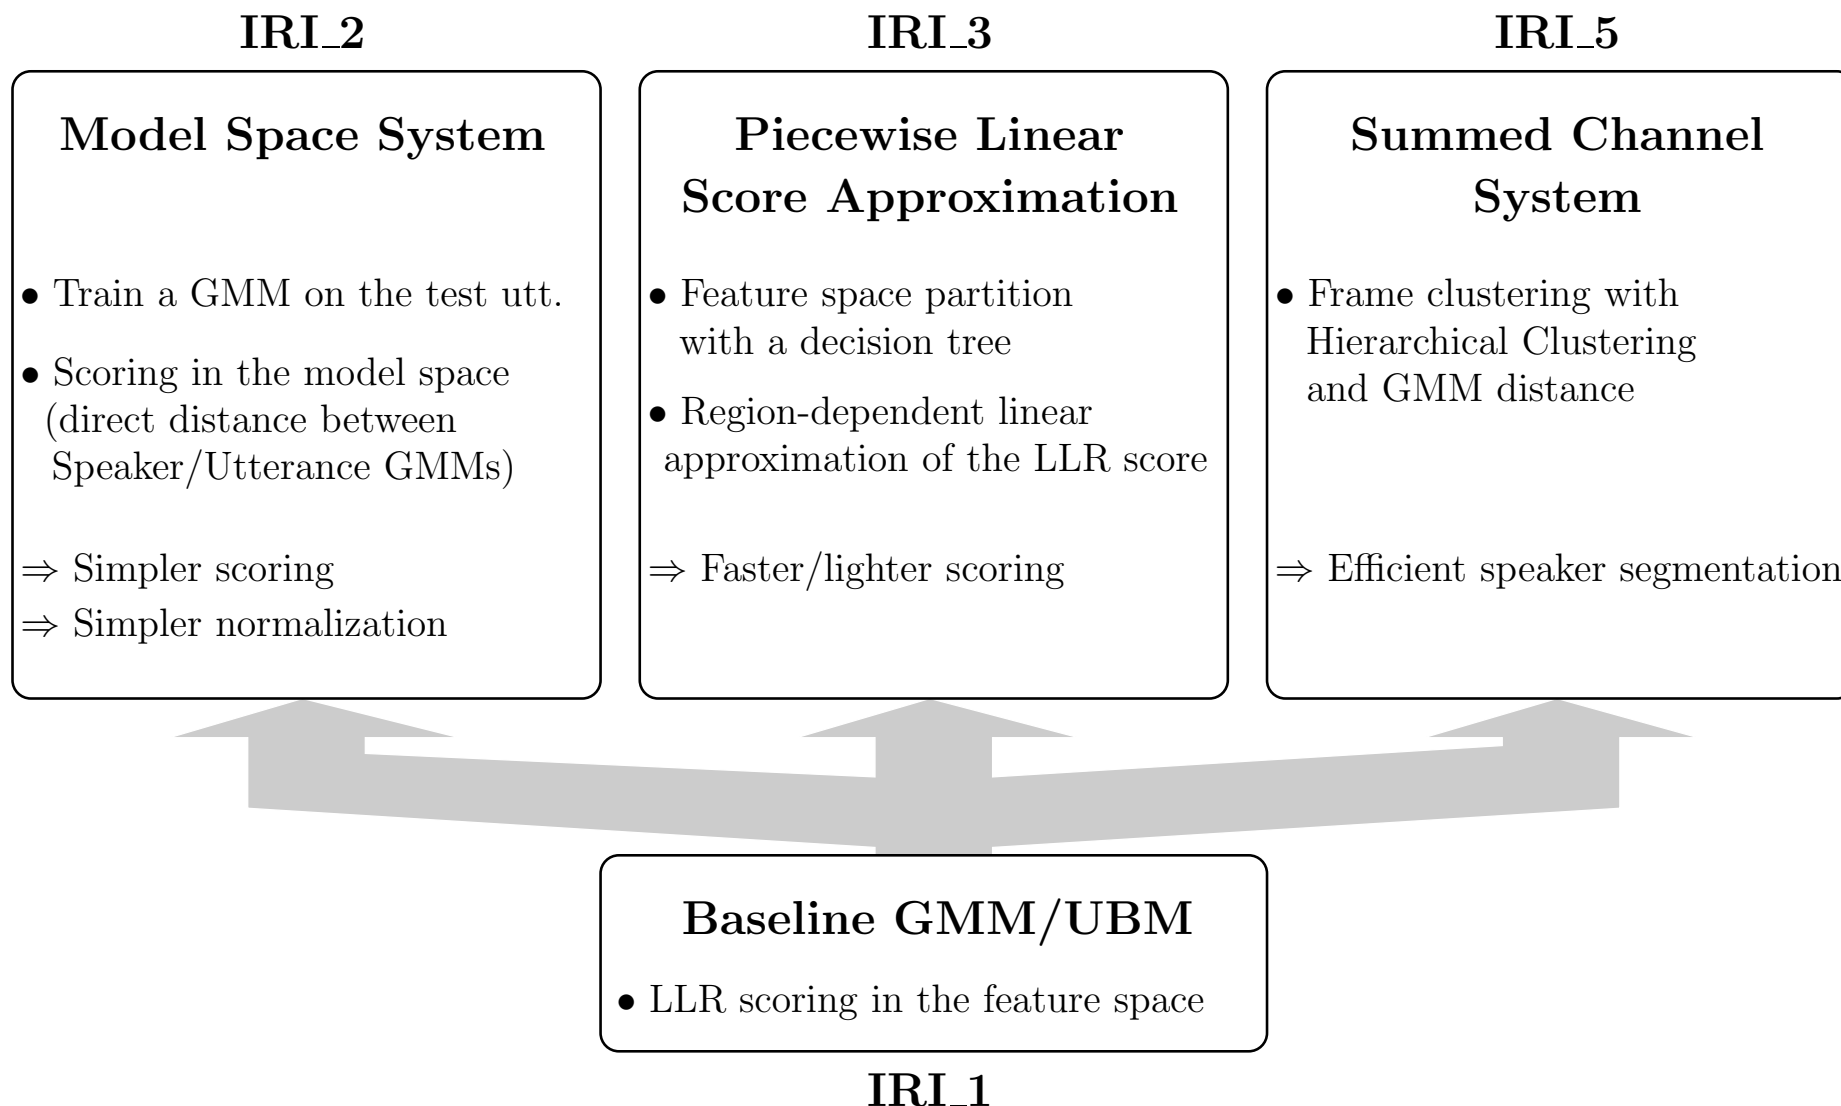 IRI_2
Model Space System
• Train a GMM on the test utt.
• Scoring in the model space
(direct distance between
Speaker/Utterance GMMs)
⇒ Simpler scoring
⇒ Simpler normalization
IRI_3
Piecewise Linear
Score Approximation
• Feature space partition
with a decision tree
• Region-dependent linear
approximation of the LLR score
⇒ Faster/lighter scoring
IRI_5
Summed Channel
System
• Frame clustering with
Hierarchical Clustering
and GMM distance
⇒ Efficient speaker segmentation
Baseline GMM/UBM
• LLR scoring in the feature space
IRI_1